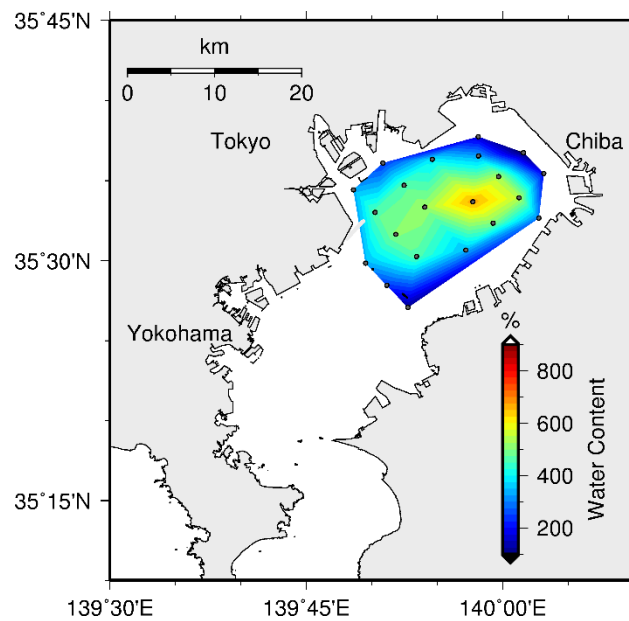 35˚45'N
km
0 10 20
Tokyo
Chiba
35˚30'N
Yokohama
%
800
600
400
200
Water Content
35˚15'N
139˚30'E 139˚45'E 140˚00'E